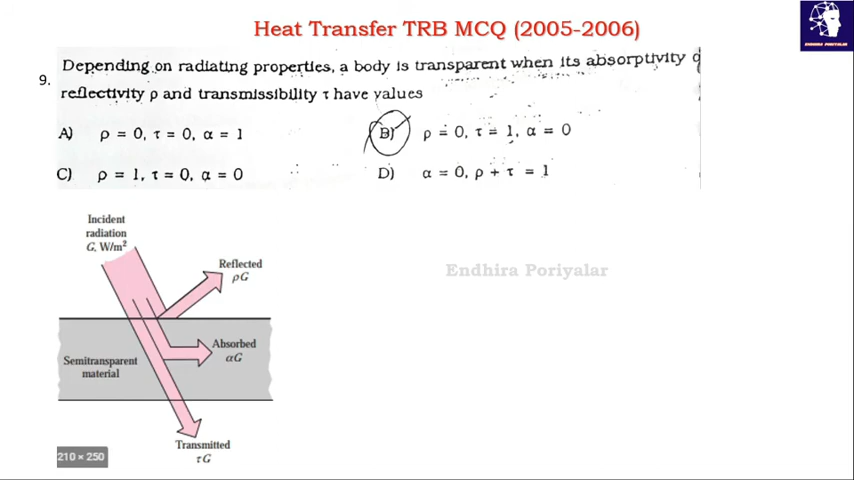 Heat Transfer TRB MCQ (2005-2006)
ENDHIRA PORIYALAR
9.
Depending on radiating properties, a body is transparent when its absorptivity
reflectivity ρ and transmissibility τ have values
A) ρ = 0, τ = 0, α = 1
B) ρ = 0, τ = 1, α = 0
C) ρ = 1, τ = 0, α = 0
D) α = 0, ρ + τ = 1
Incident
radiation
G, W/m²
Reflected
ρG
Endhira Poriyalar
Absorbed
αG
Semitransparent
material
Transmitted
τG
210 × 250